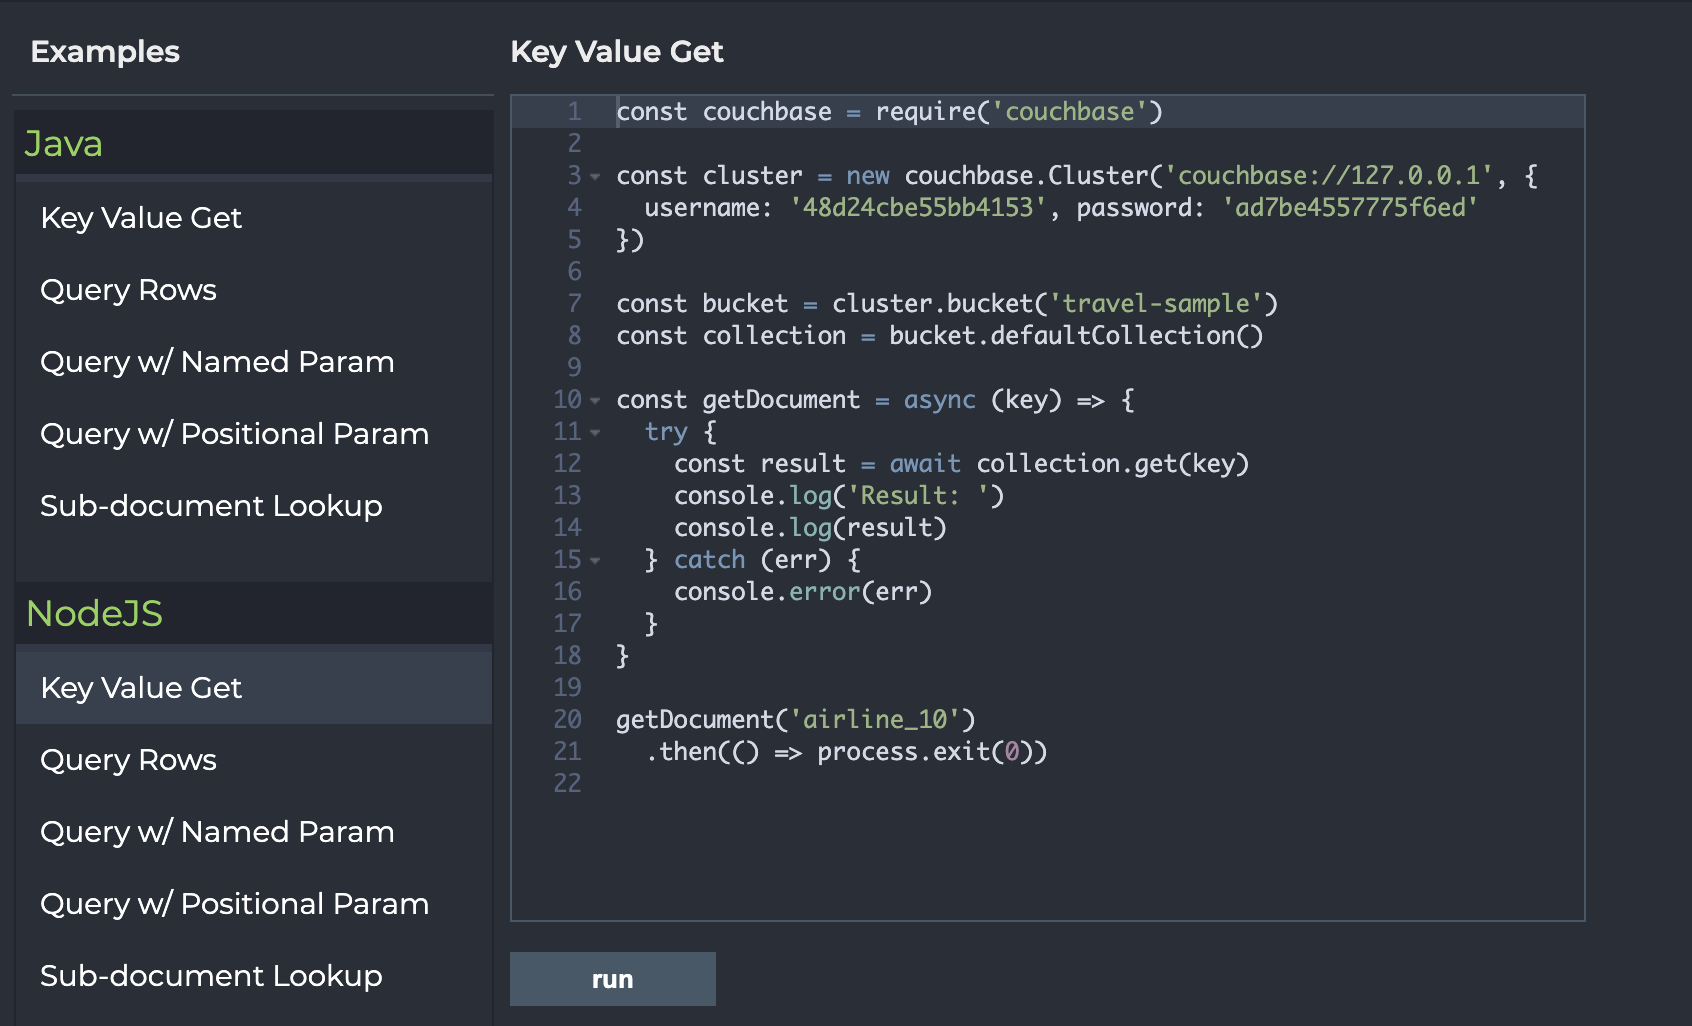 Examples
Java
Key Value Get
Query Rows
Query w/ Named Param
Query w/ Positional Param
Sub-document Lookup
NodeJS
Key Value Get
Query Rows
Query w/ Named Param
Query w/ Positional Param
Sub-document Lookup
Key Value Get
1 const couchbase = require('couchbase')
2
3 const cluster = new couchbase.Cluster('couchbase://127.0.0.1', {
4   username: '48d24cbe55bb4153', password: 'ad7be4557775f6ed'
5 })
6
7 const bucket = cluster.bucket('travel-sample')
8 const collection = bucket.defaultCollection()
9
10 const getDocument = async (key) => {
11   try {
12     const result = await collection.get(key)
13     console.log('Result: ')
14     console.log(result)
15   } catch (err) {
16     console.error(err)
17   }
18 }
19
20 getDocument('airline_10')
21   .then(() => process.exit(0))
22
run